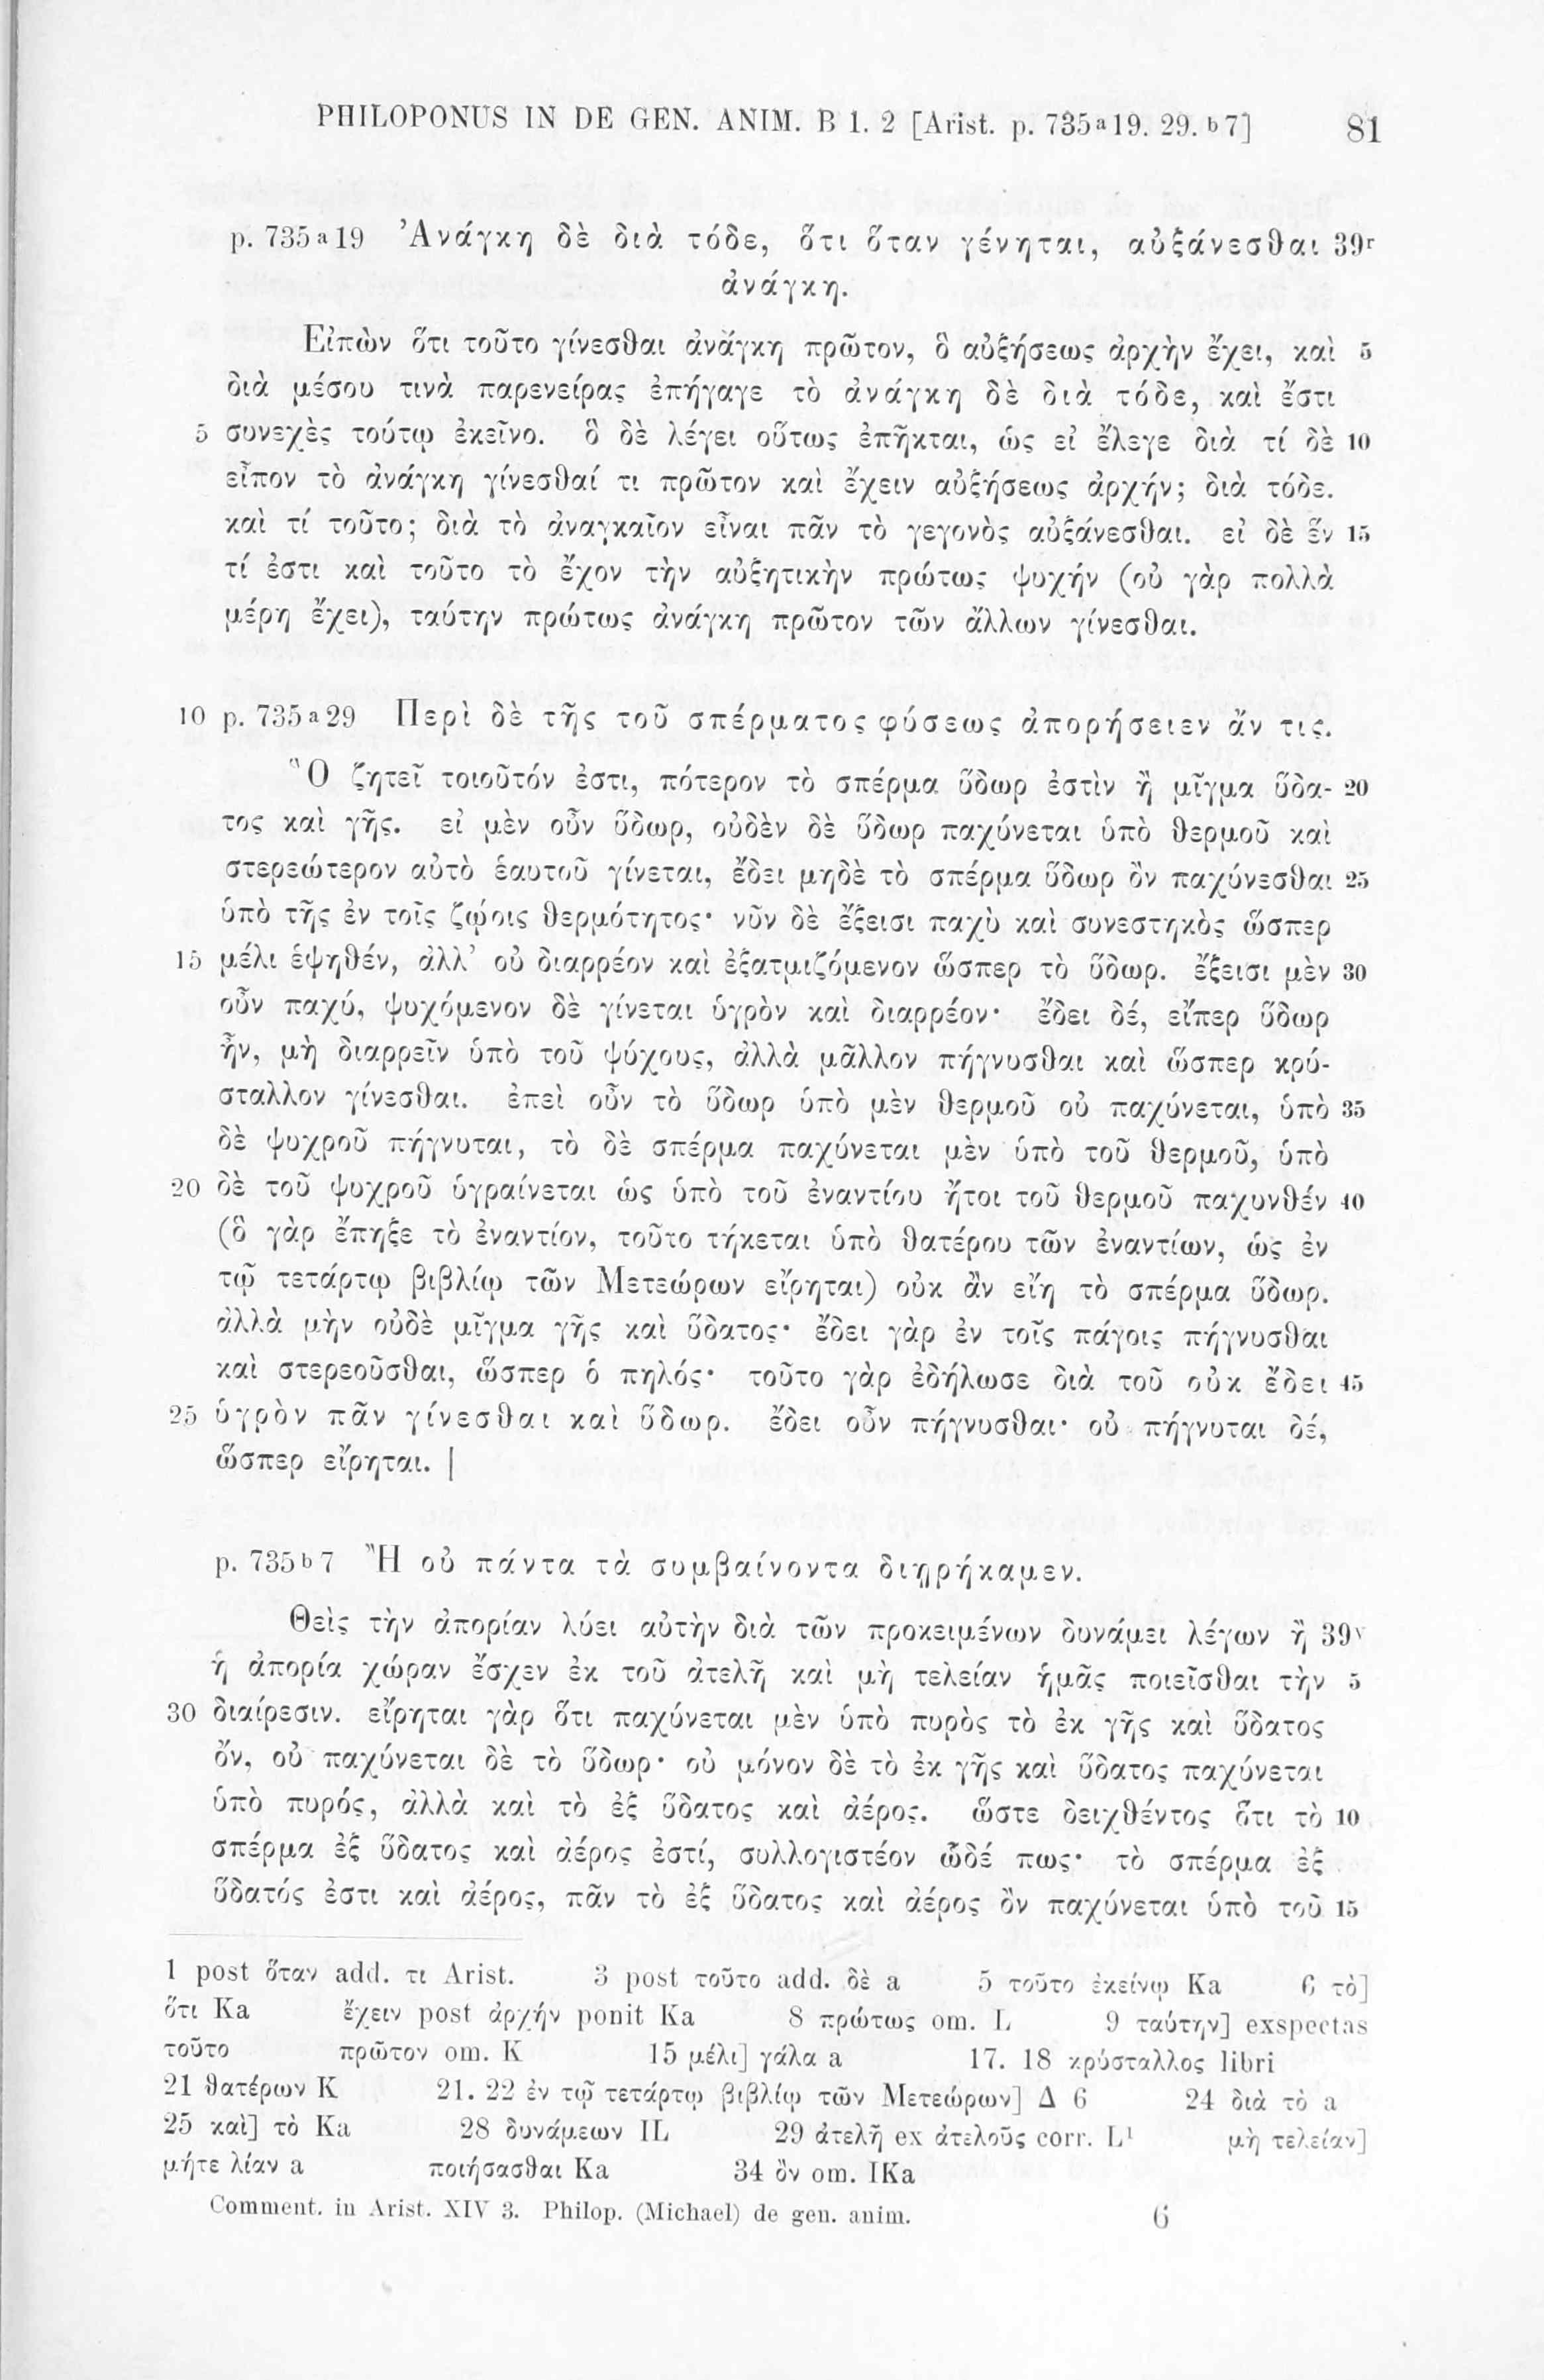 PHILOPONUS IN DE GEN. ANIM. B 1. 2 [Arist. p. 735a19. 29. b7] 81
p. 735a19 Ἀνάγκη δὲ διὰ τόδε, ὅτι ὅταν γένηται, αὐξάνεσθαι 39r
ἀνάγκη.
Εἰπὼν ὅτι τοῦτο γίνεσθαι ἀνάγκη πρῶτον, ὃ αὐξήσεως ἀρχὴν ἔχει, καὶ 5
διὰ μέσου τινὰ παρενείρας ἐπήγαγε τὸ ἀνάγκη δὲ διὰ τόδε, καὶ ἔστι
5 συνεχὲς τούτῳ ἐκεῖνο. ὃ δὲ λέγει οὕτως ἐπῆκται, ὡς εἰ ἔλεγε διὰ τί δὲ 10
εἶπον τὸ ἀνάγκη γίνεσθαί τι πρῶτον καὶ ἔχειν αὐξήσεως ἀρχήν; διὰ τόδε.
καὶ τί τοῦτο; διὰ τὸ ἀναγκαῖον εἶναι πᾶν τὸ γεγονὸς αὐξάνεσθαι. εἰ δὲ ἕν 15
τί ἐστι καὶ τοῦτο τὸ ἔχον τὴν αὐξητικὴν πρώτως ψυχήν (οὐ γὰρ πολλὰ
μέρη ἔχει), ταύτην πρώτως ἀνάγκη πρῶτον τῶν ἄλλων γίνεσθαι.
10 p. 735a29 Περὶ δὲ τῆς τοῦ σπέρματος φύσεως ἀπορήσειεν ἄν τις.
Ὃ ζητεῖ τοιοῦτόν ἐστι, πότερον τὸ σπέρμα ὕδωρ ἐστὶν ἢ μῖγμα ὕδα- 20
τος καὶ γῆς. εἰ μὲν οὖν ὕδωρ, οὐδὲν δὲ ὕδωρ παχύνεται ὑπὸ θερμοῦ καὶ
στερεώτερον αὐτὸ ἑαυτοῦ γίνεται, ἔδει μηδὲ τὸ σπέρμα ὕδωρ ὂν παχύνεσθαι 25
ὑπὸ τῆς ἐν τοῖς ζῴοις θερμότητος· νῦν δὲ ἔξεισι παχὺ καὶ συνεστηκὸς ὥσπερ
15 μέλι ἑψηθέν, ἀλλ’ οὐ διαρρέον καὶ ἐξατμιζόμενον ὥσπερ τὸ ὕδωρ. ἔξεισι μὲν 30
οὖν παχύ, ψυχόμενον δὲ γίνεται ὑγρὸν καὶ διαρρέον· ἔδει δέ, εἴπερ ὕδωρ
ἦν, μὴ διαρρεῖν ὑπὸ τοῦ ψύχους, ἀλλὰ μᾶλλον πήγνυσθαι καὶ ὥσπερ κρύ-
σταλλον γίνεσθαι. ἐπεὶ οὖν τὸ ὕδωρ ὑπὸ μὲν θερμοῦ οὐ παχύνεται, ὑπὸ 35
δὲ ψυχροῦ πήγνυται, τὸ δὲ σπέρμα παχύνεται μὲν ὑπὸ τοῦ θερμοῦ, ὑπὸ
20 δὲ τοῦ ψυχροῦ ὑγραίνεται ὡς ὑπὸ τοῦ ἐναντίου ἤτοι τοῦ θερμοῦ παχυνθέν 40
(ὃ γὰρ ἔπηξε τὸ ἐναντίον, τοῦτο τήκεται ὑπὸ θατέρου τῶν ἐναντίων, ὡς ἐν
τῷ τετάρτῳ βιβλίῳ τῶν Μετεώρων εἴρηται) οὐκ ἂν εἴη τὸ σπέρμα ὕδωρ.
ἀλλὰ μὴν οὐδὲ μῖγμα γῆς καὶ ὕδατος· ἔδει γὰρ ἐν τοῖς πάγοις πήγνυσθαι
καὶ στερεοῦσθαι, ὥσπερ ὁ πηλός· τοῦτο γὰρ ἐδήλωσε διὰ τοῦ οὐκ ἔδει 45
25 ὑγρὸν πᾶν γίνεσθαι καὶ ὕδωρ. ἔδει οὖν πήγνυσθαι· οὐ πήγνυται δέ,
ὥσπερ εἴρηται. |
p. 735b7 Ἢ οὐ πάντα τὰ συμβαίνοντα διῃρήκαμεν.
Θεὶς τὴν ἀπορίαν λύει αὐτὴν διὰ τῶν προκειμένων δυνάμει λέγων ἢ 39v
ἡ ἀπορία χώραν ἔσχεν ἐκ τοῦ ἀτελῆ καὶ μὴ τελείαν ἡμᾶς ποιεῖσθαι τὴν 5
30 διαίρεσιν. εἴρηται γὰρ ὅτι παχύνεται μὲν ὑπὸ πυρὸς τὸ ἐκ γῆς καὶ ὕδατος
ὄν, οὐ παχύνεται δὲ τὸ ὕδωρ· οὐ μόνον δὲ τὸ ἐκ γῆς καὶ ὕδατος παχύνεται
ὑπὸ πυρός, ἀλλὰ καὶ τὸ ἐξ ὕδατος καὶ ἀέρος. ὥστε δειχθέντος ὅτι τὸ 10
σπέρμα ἐξ ὕδατος καὶ ἀέρος ἐστί, συλλογιστέον ὧδέ πως· τὸ σπέρμα ἐξ
ὕδατός ἐστι καὶ ἀέρος, πᾶν τὸ ἐξ ὕδατος καὶ ἀέρος ὂν παχύνεται ὑπὸ τοῦ 15
1 post ὅταν add. τι Arist. 3 post τοῦτο add. δὲ a 5 τοῦτο ἐκείνῳ Ka 6 τὸ]
ὅτι Ka ἔχειν post ἀρχήν ponit Ka 8 πρώτως om. L 9 ταύτην] exspectas
τοῦτο πρῶτον om. K 15 μέλι] γάλα a 17. 18 κρύσταλλος libri
21 θατέρων K 21. 22 ἐν τῷ τετάρτῳ βιβλίῳ τῶν Μετεώρων] Δ 6 24 διὰ τὸ a
25 καὶ] τὸ Ka 28 δυνάμεων IL 29 ἀτελῆ ex ἀτελοῦς corr. L1 μὴ τελείαν]
μήτε λίαν a ποιήσασθαι Ka 34 ὂν om. IKa
Comment. in Arist. XIV 3. Philop. (Michael) de gen. anim. 6